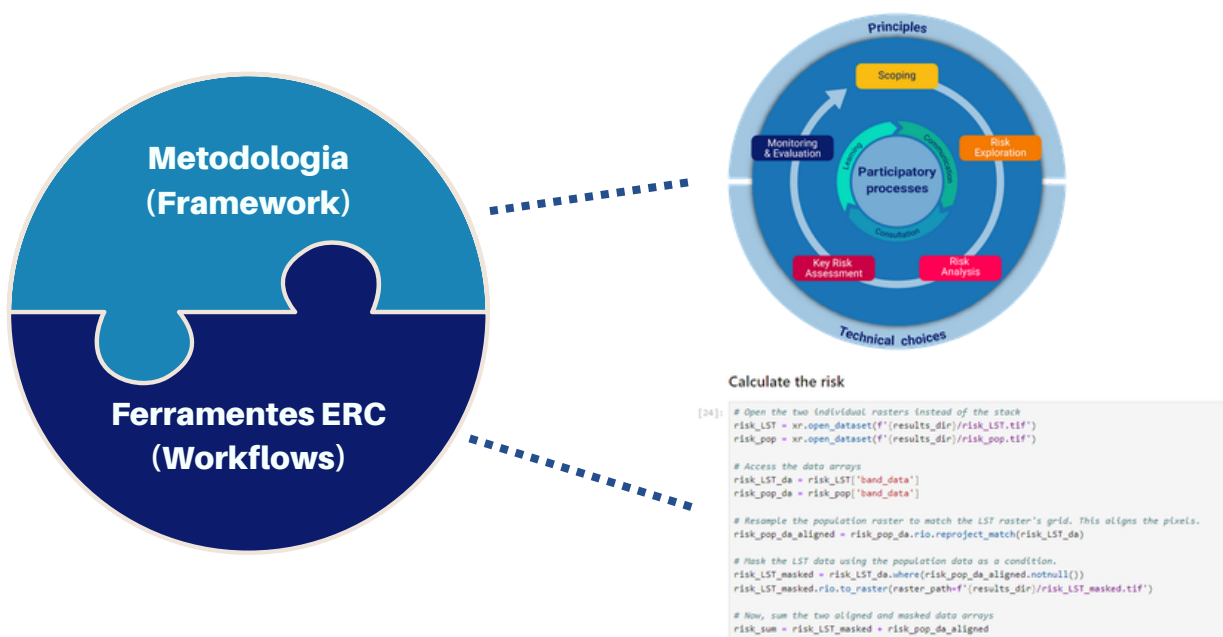 Metodologia
(Framework)
Ferramentes ERC
(Workflows)
Principles
Scoping
Monitoring
& Evaluation
Risk
Exploration
Learning
Communication
Participatory
processes
Consultation
Key Risk
Assessment
Risk
Analysis
Technical choices
Calculate the risk
[24]:
# Open the two individual rasters instead of the stack
risk_LST = xr.open_dataset(f'{results_dir}/risk_LST.tif')
risk_pop = xr.open_dataset(f'{results_dir}/risk_pop.tif')
# Access the data arrays
risk_LST_da = risk_LST['band_data']
risk_pop_da = risk_pop['band_data']
# Resample the population raster to match the LST raster's grid. This aligns the pixels.
risk_pop_da_aligned = risk_pop_da.rio.reproject_match(risk_LST_da)
# Mask the LST data using the population data as a condition.
risk_LST_masked = risk_LST_da.where(risk_pop_da_aligned.notnull())
risk_LST_masked.rio.to_raster(raster_path=f'{results_dir}/risk_LST_masked.tif')
# Now, sum the two aligned and masked data arrays
risk_sum = risk_LST_masked + risk_pop_da_aligned